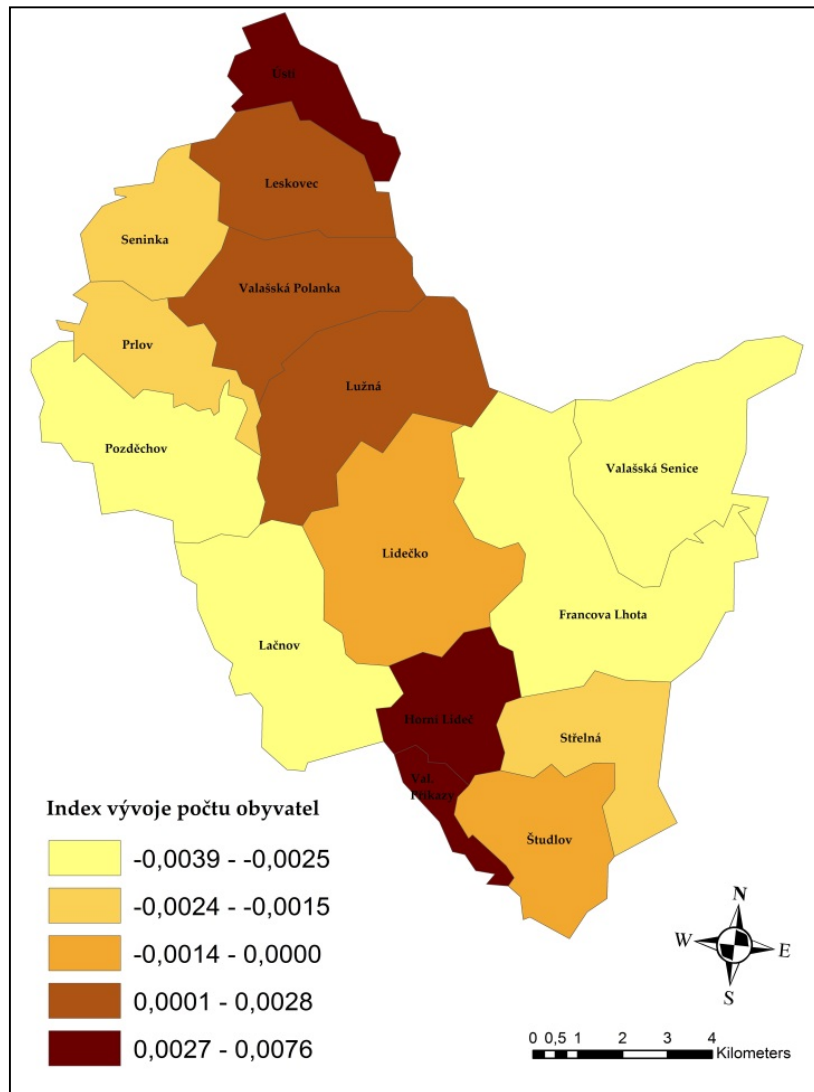 Ústí
Leskovec
Seninka
Valašská Polanka
Prlov
Lužná
Pozděchov
Valašská Senice
Lidečko
Francova Lhota
Lačnov
Horní Lideč
Střelná
Val.
Příkazy
Študlov
Index vývoje počtu obyvatel
-0,0039 - -0,0025
-0,0024 - -0,0015
-0,0014 - 0,0000
0,0001 - 0,0028
0,0027 - 0,0076
N
W E
S
0 0,5 1 2 3 4
Kilometers